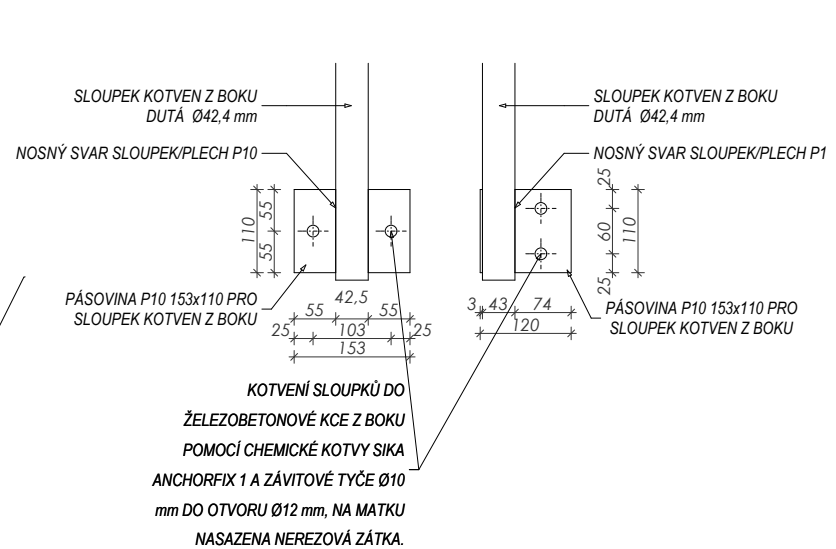 SLOUPEK KOTVEN Z BOKU
DUTÁ Ø42,4 mm
NOSNÝ SVAR SLOUPEK/PLECH P10
110
55
55
PÁSOVINA P10 153x110 PRO
SLOUPEK KOTVEN Z BOKU
42,5
55
55
25
103
25
153
KOTVENÍ SLOUPKŮ DO
ŽELEZOBETONOVÉ KCE Z BOKU
POMOCÍ CHEMICKÉ KOTVY SIKA
ANCHORFIX 1 A ZÁVITOVÉ TYČE Ø10
mm DO OTVORU Ø12 mm, NA MATKU
NASAZENA NEREZOVÁ ZÁTKA.
SLOUPEK KOTVEN Z BOKU
DUTÁ Ø42,4 mm
NOSNÝ SVAR SLOUPEK/PLECH P1
25
60
110
25
3
43
74
120
PÁSOVINA P10 153x110 PRO
SLOUPEK KOTVEN Z BOKU